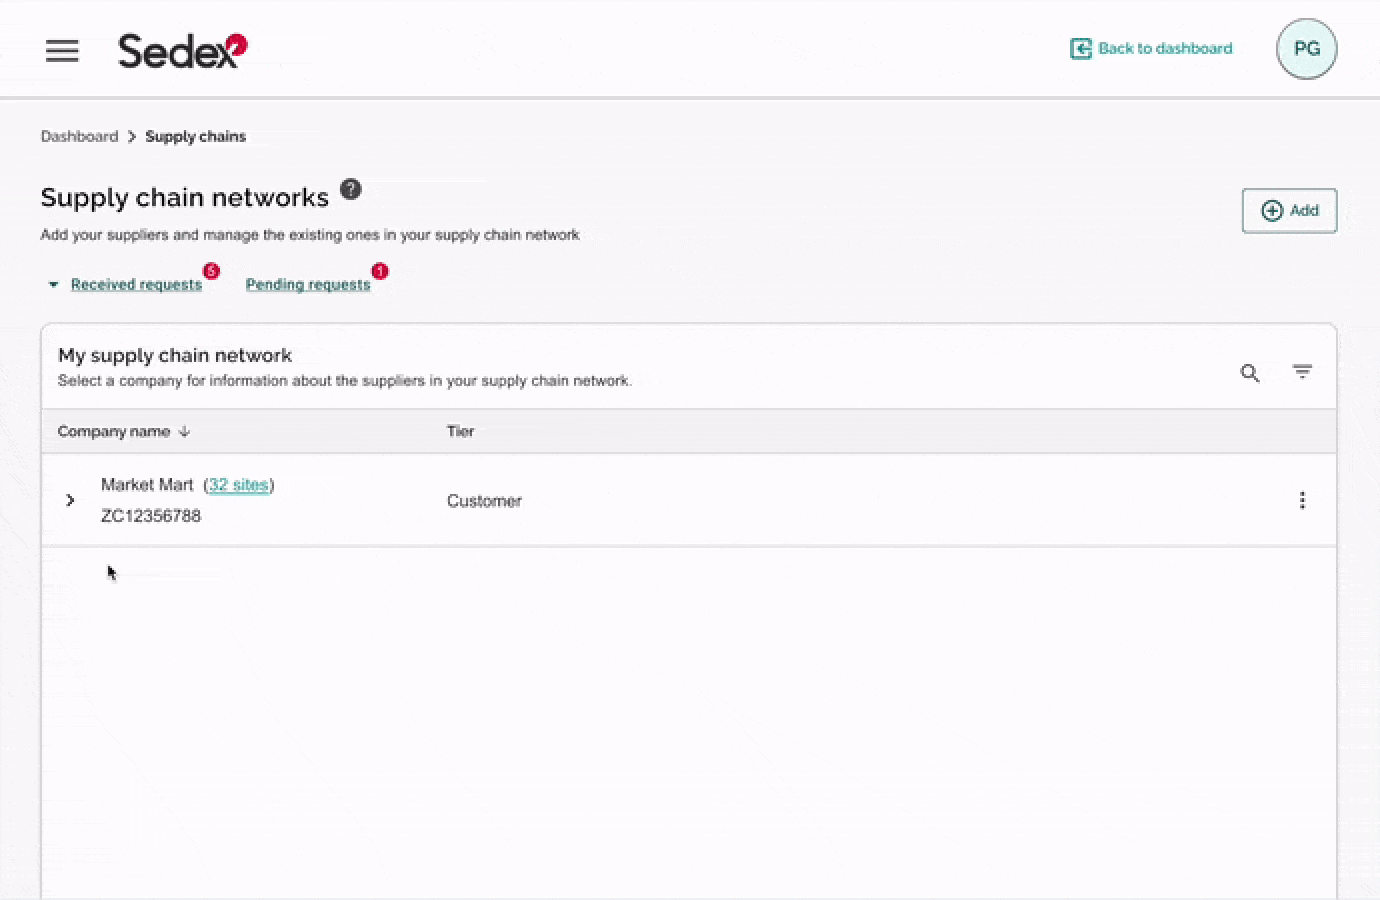 Sedex
Back to dashboard
PG
Dashboard > Supply chains
Supply chain networks ?
Add
Add your suppliers and manage the existing ones in your supply chain network
Received requests 5 Pending requests 1
My supply chain network
Select a company for information about the suppliers in your supply chain network.
Company name ↓ Tier
Market Mart (32 sites)
ZC12356788
Customer